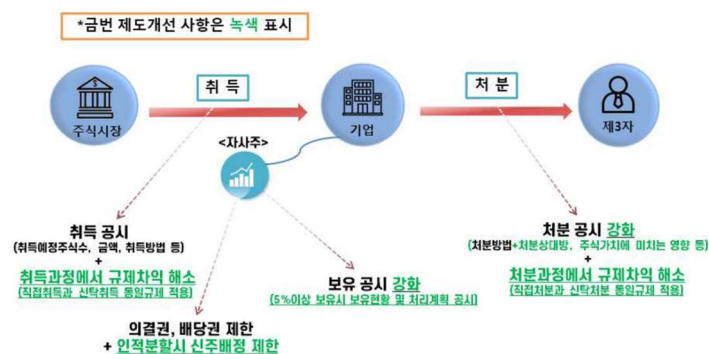 *금번 제도개선 사항은 녹색 표시
취 득
처 분
주식시장
기업
제3자
<자사주>
취득 공시
(취득예정주식수, 금액, 취득방법 등)
+
취득과정에서 규제차익 해소
(직접취득과 신탁취득 동일규제 적용)
의결권, 배당권 제한
+ 인적분할시 신주배정 제한
보유 공시 강화
(5%이상 보유시 보유현황 및 처리계획 공시)
처분 공시 강화
(처분방법+처분상대방, 주식가치에 미치는 영향 등)
+
처분과정에서 규제차익 해소
(직접처분과 신탁처분 동일규제 적용)